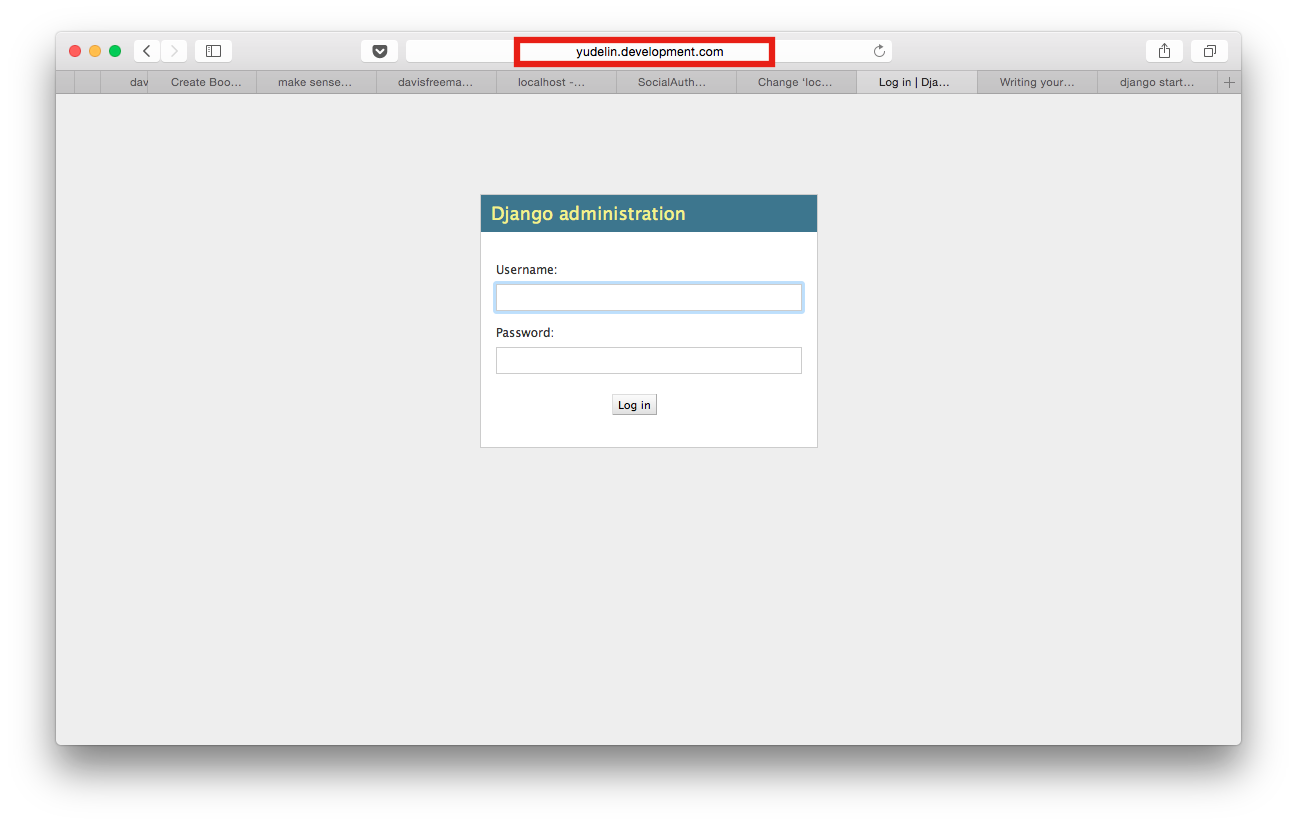 yudelin.development.com
dav Create Boo... make sense... davisfreema... localhost -... SocialAuth... Change 'loc... Log in | Dja... Writing your... django start...
Django administration
Username:
Password:
Log in